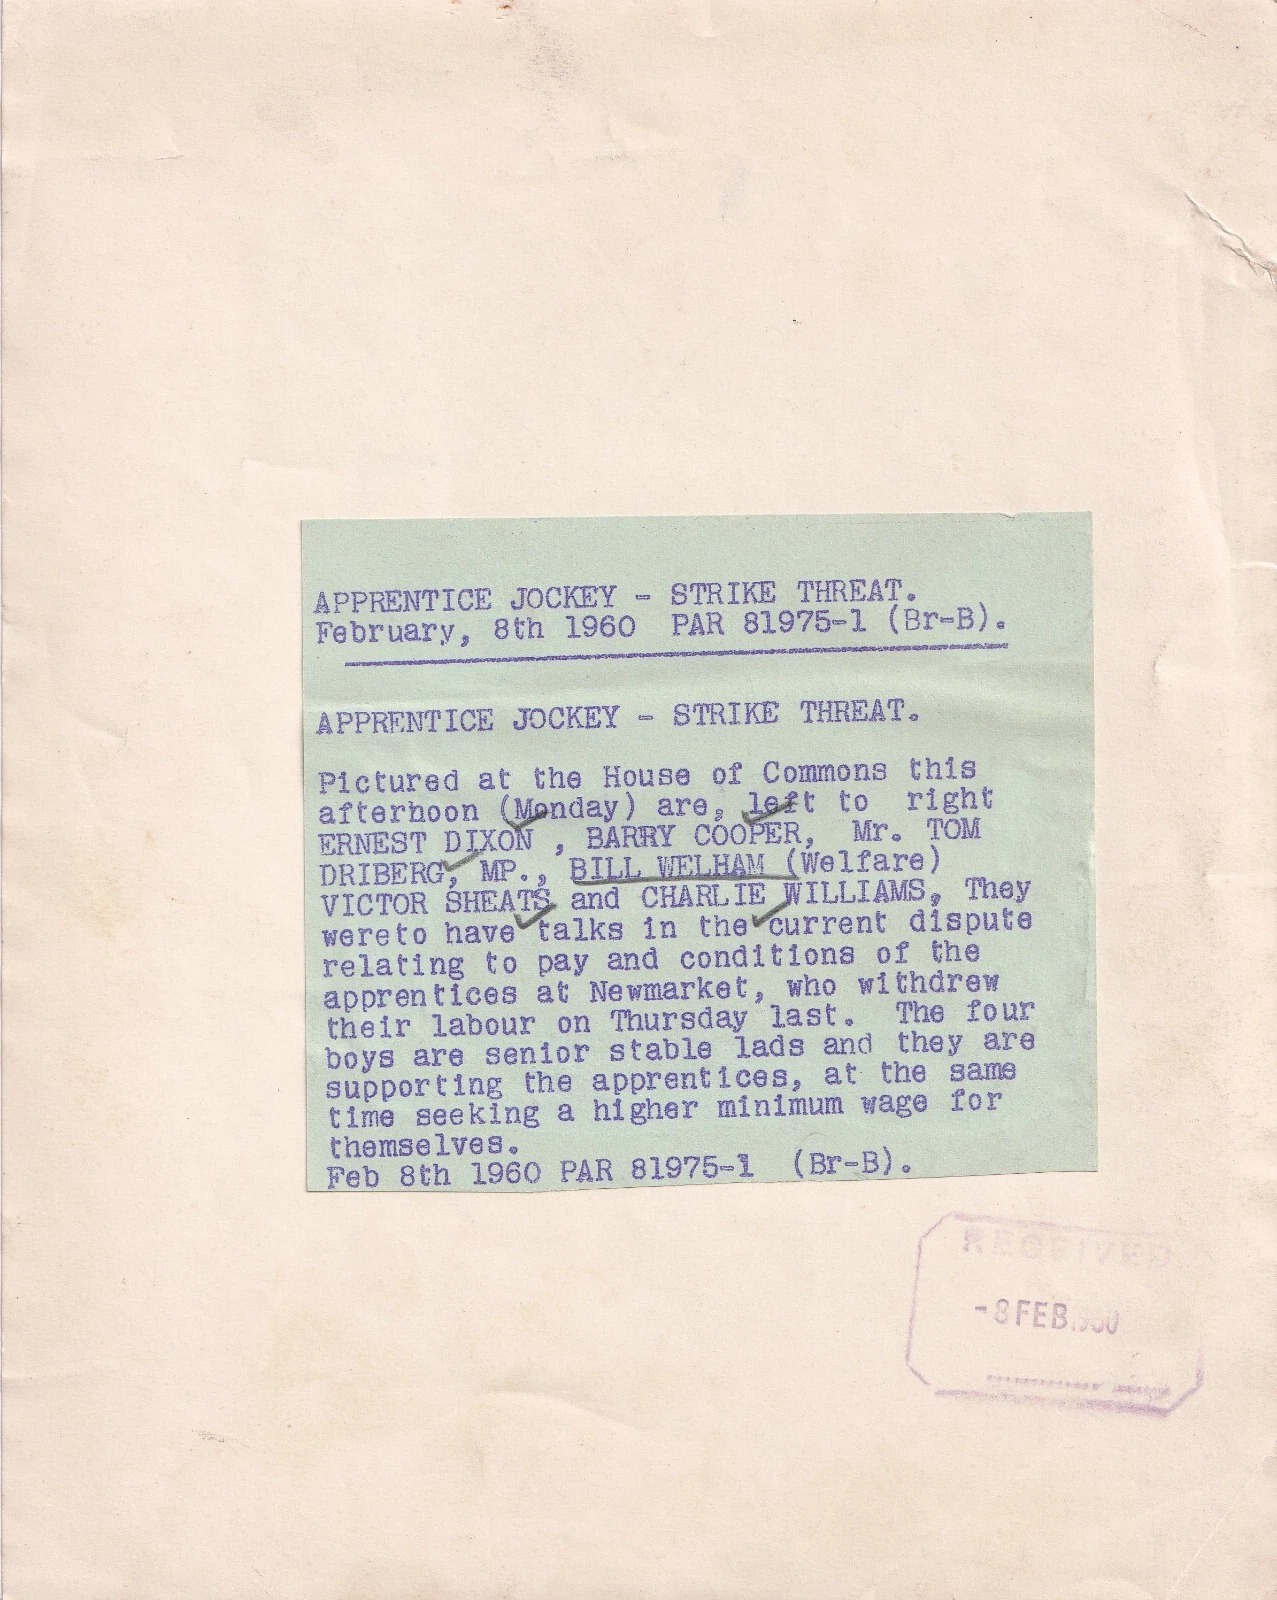 APPRENTICE JOCKEY - STRIKE THREAT.
February, 8th 1960 PAR 81975-1 (Br-B).
APPRENTICE JOCKEY - STRIKE THREAT.
Pictured at the House of Commons this
afternoon (Monday) are, left to right
ERNEST DIXON , BARRY COOPER, Mr. TOM
DRIBERG, MP., BILL WELHAM (Welfare)
VICTOR SHEATS and CHARLIE WILLIAMS, They
wereto have talks in the current dispute
relating to pay and conditions of the
apprentices at Newmarket, who withdrew
their labour on Thursday last. The four
boys are senior stable lads and they are
supporting the apprentices, at the same
time seeking a higher minimum wage for
themselves.
Feb 8th 1960 PAR 81975-1 (Br-B).
RECEIVED
-8 FEB 1960